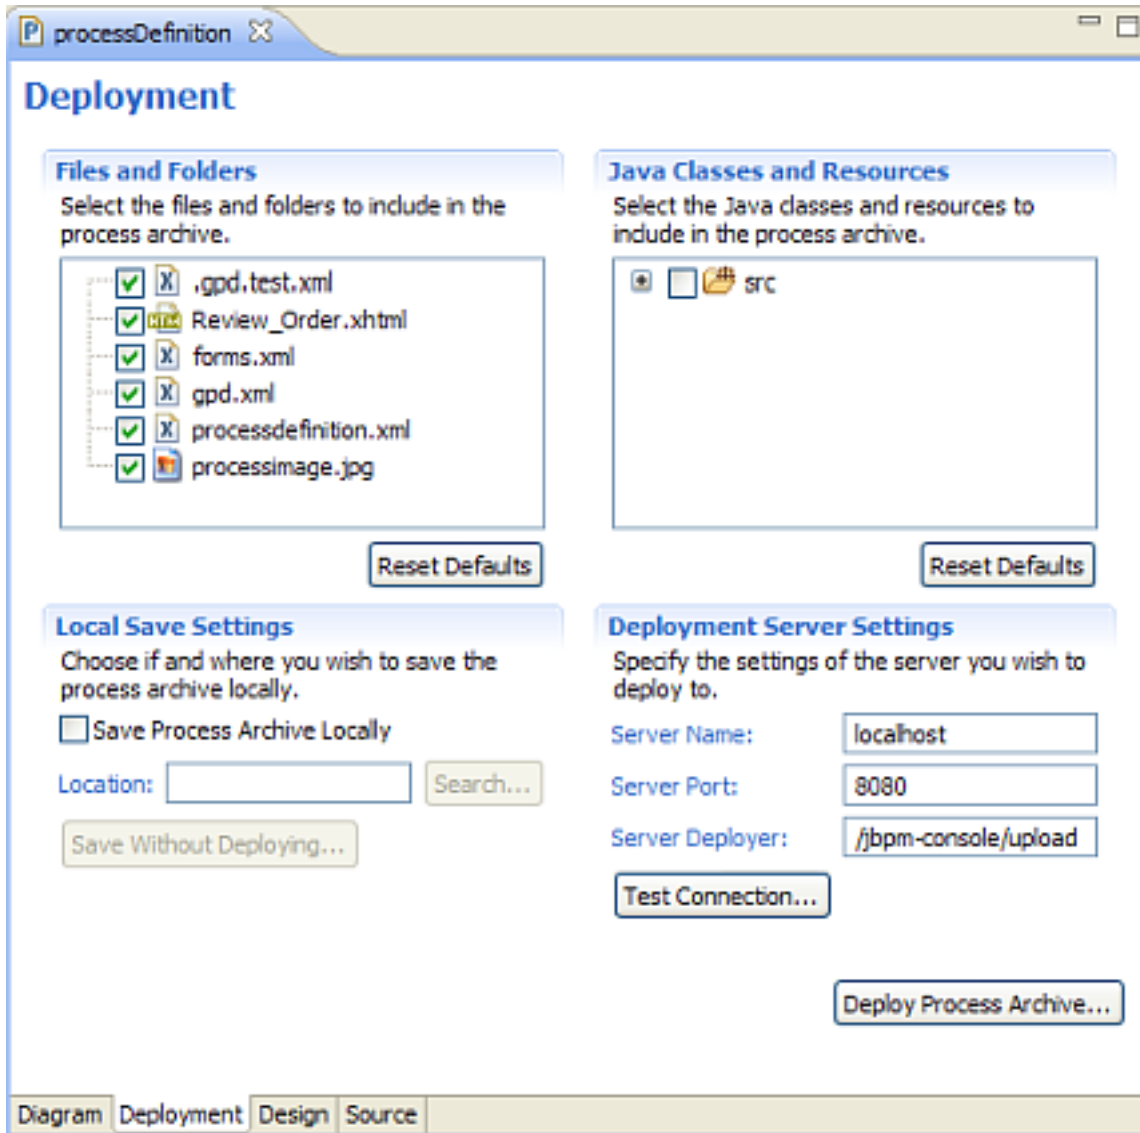 processDefinition
Deployment
Files and Folders
Select the files and folders to include in the
process archive.
.gpd.test.xml
Review_Order.xhtml
forms.xml
gpd.xml
processdefinition.xml
processimage.jpg
Reset Defaults
Java Classes and Resources
Select the Java classes and resources to
include in the process archive.
src
Reset Defaults
Local Save Settings
Choose if and where you wish to save the
process archive locally.
Save Process Archive Locally
Location:
Search...
Save Without Deploying...
Deployment Server Settings
Specify the settings of the server you wish to
deploy to.
Server Name: localhost
Server Port: 8080
Server Deployer: /jbpm-console/upload
Test Connection...
Deploy Process Archive...
Diagram Deployment Design Source